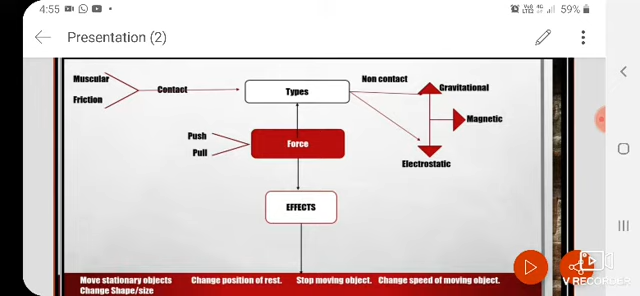 4:55
59%
Presentation (2)
Muscular
Friction
Contact
Types
Non contact
Gravitational
Magnetic
Electrostatic
Push
Pull
Force
EFFECTS
Move stationary objects Change position of rest. Stop moving object. Change speed of moving object.
Change Shape/size
V RECORDER